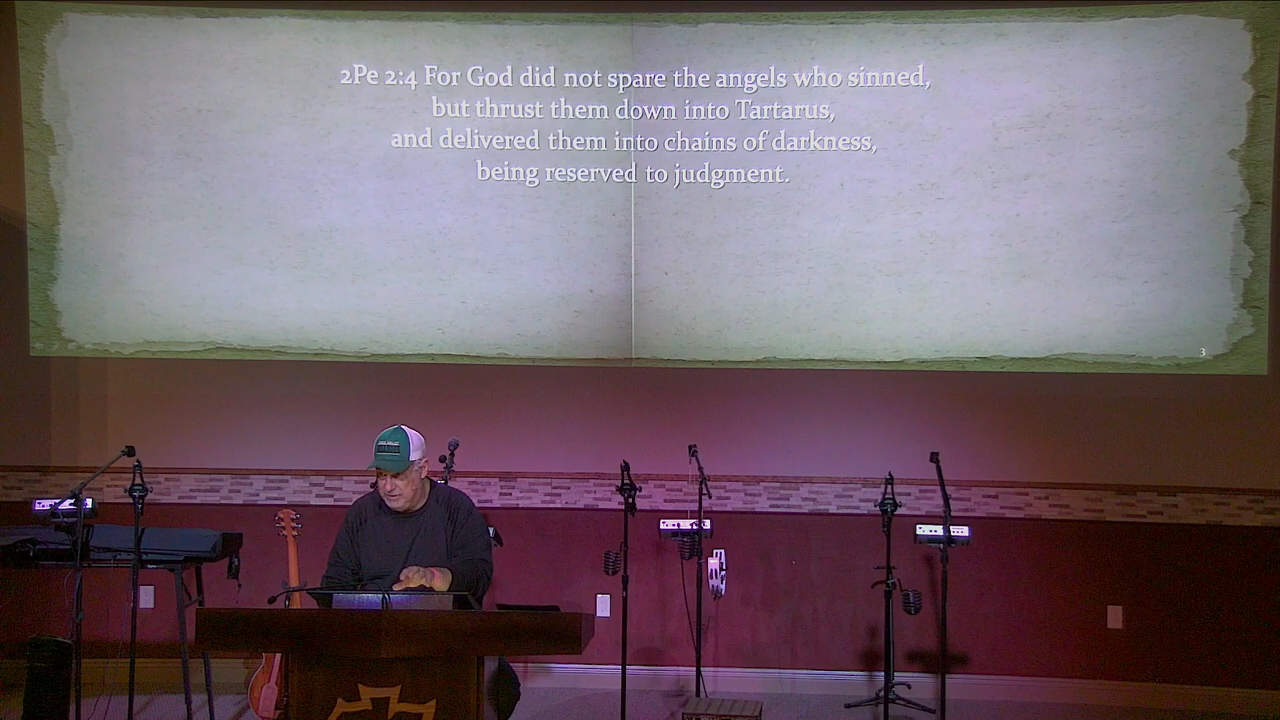 2Pe 2:4 For God did not spare the angels who sinned,
but thrust them down into Tartarus,
and delivered them into chains of darkness,
being reserved to judgment.
3